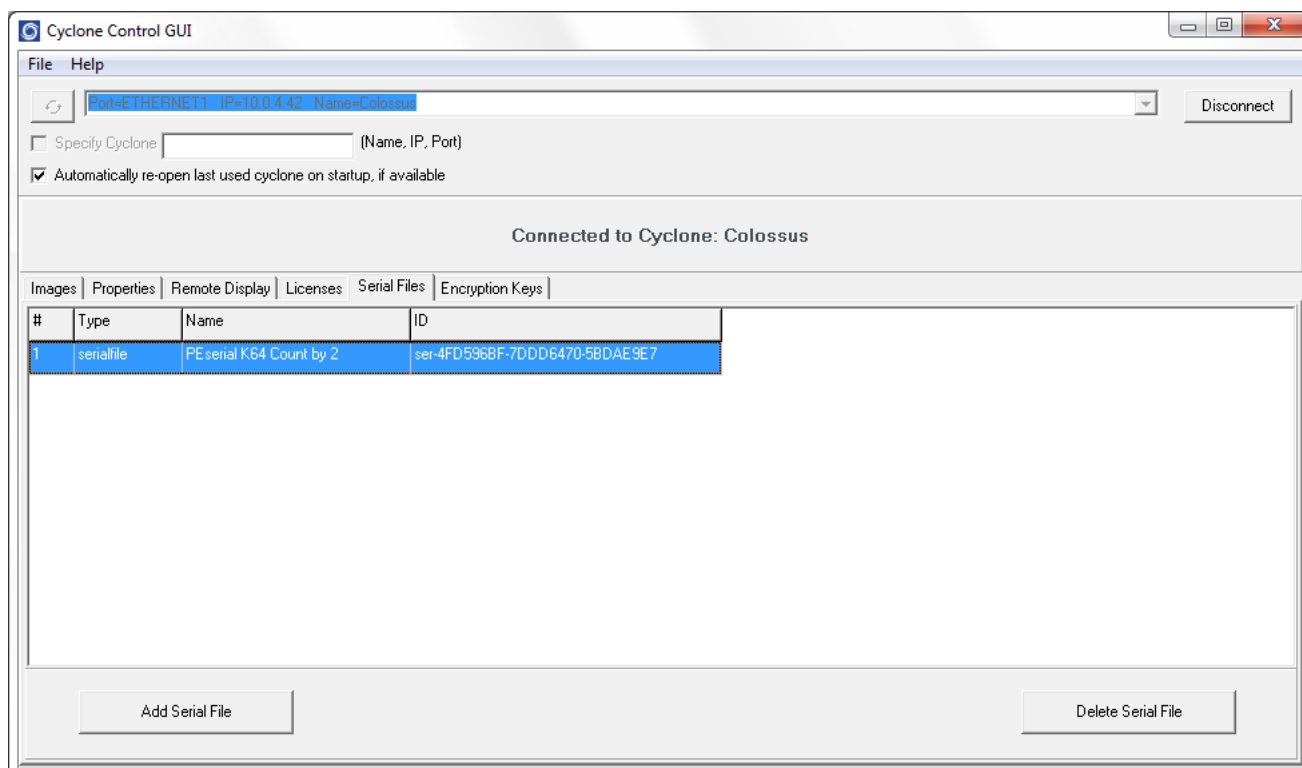 Cyclone Control GUI
File Help
Port=ETHERNET1 IP=10.0.4.42 Name=Colossus
Disconnect
Specify Cyclone (Name, IP, Port)
Automatically re-open last used cyclone on startup, if available
Connected to Cyclone: Colossus
Images Properties Remote Display Licenses Serial Files Encryption Keys
# Type Name ID
1 serialfile PEserial K64 Count by 2 ser-4FD596BF-7DDD6470-5BDAE9E7
Add Serial File Delete Serial File